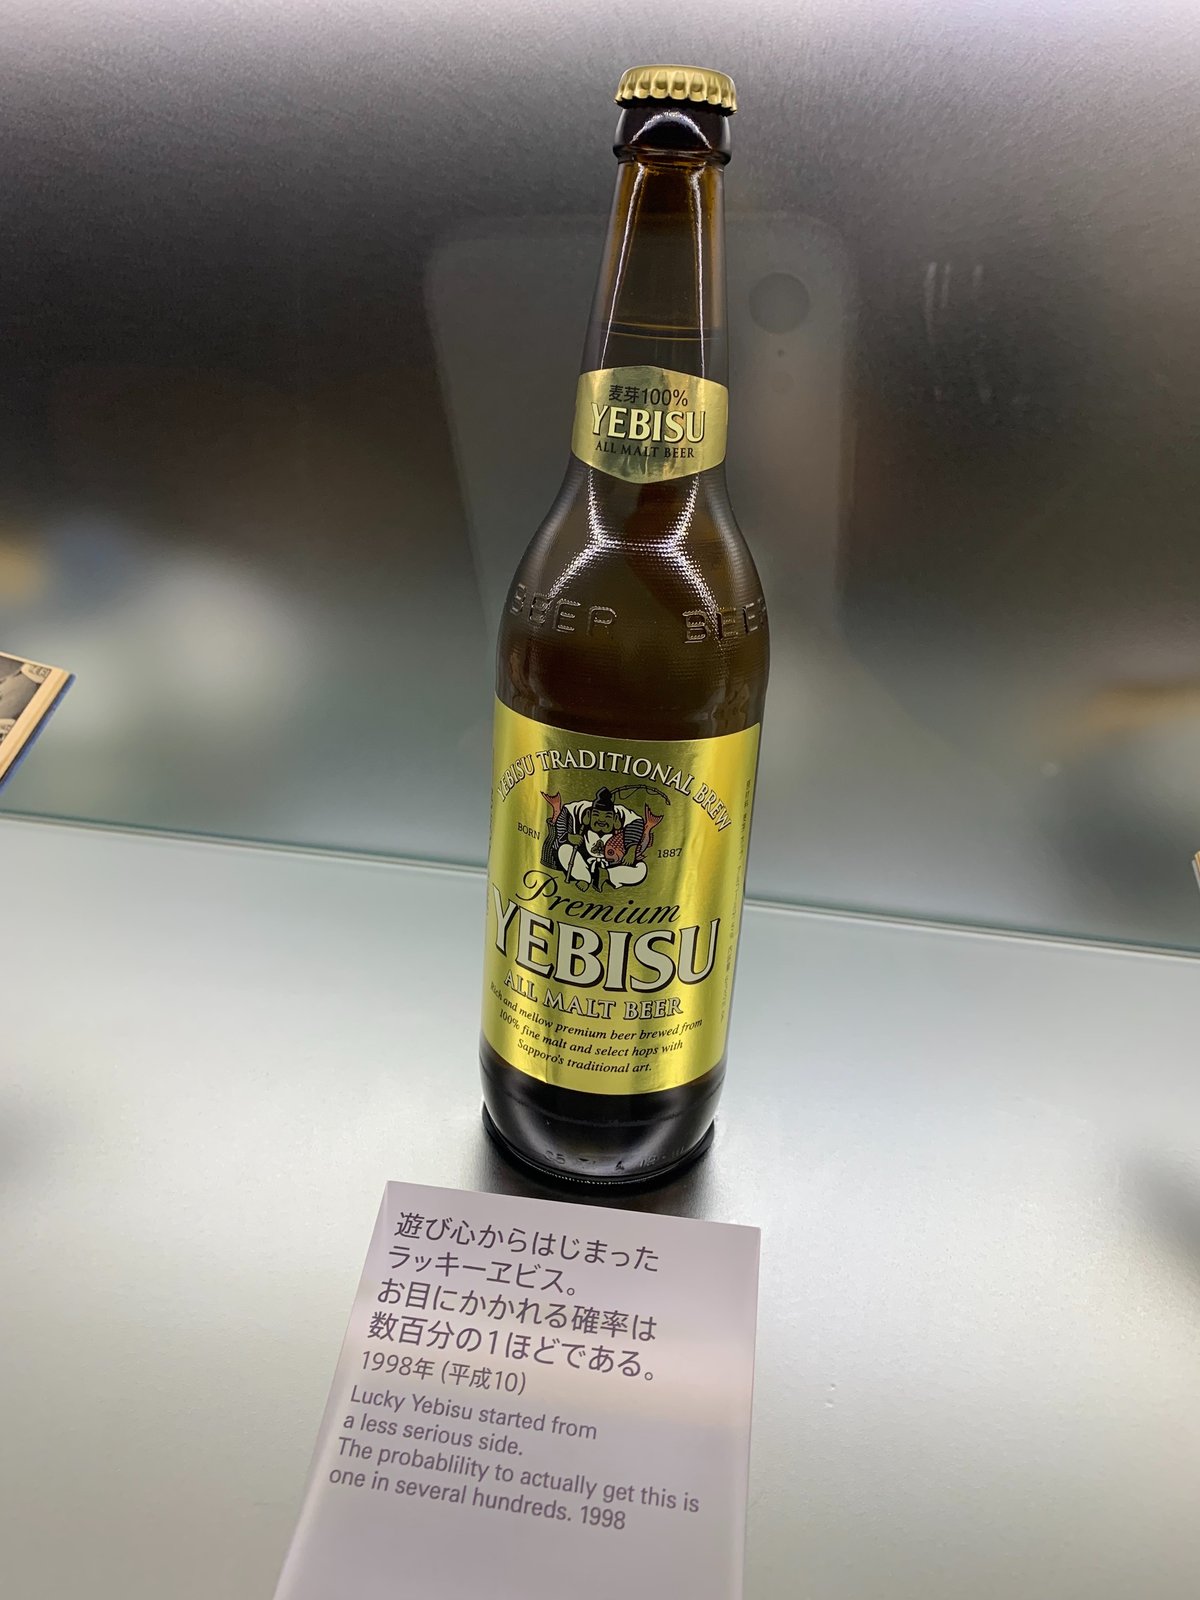 麦芽100%
YEBISU
ALL MALT BEER
BEER BEER
YEBISU TRADITIONAL BREW
BORN 1887
Premium
YEBISU
ALL MALT BEER
Rich and mellow premium beer brewed from
100% fine malt and select hops with
Sapporo's traditional art.
遊び心からはじまった
ラッキーヱビス。
お目にかかれる確率は
数百分の1ほどである。
1998年 (平成10)
Lucky Yebisu started from
a less serious side.
The probablility to actually get this is
one in several hundreds. 1998